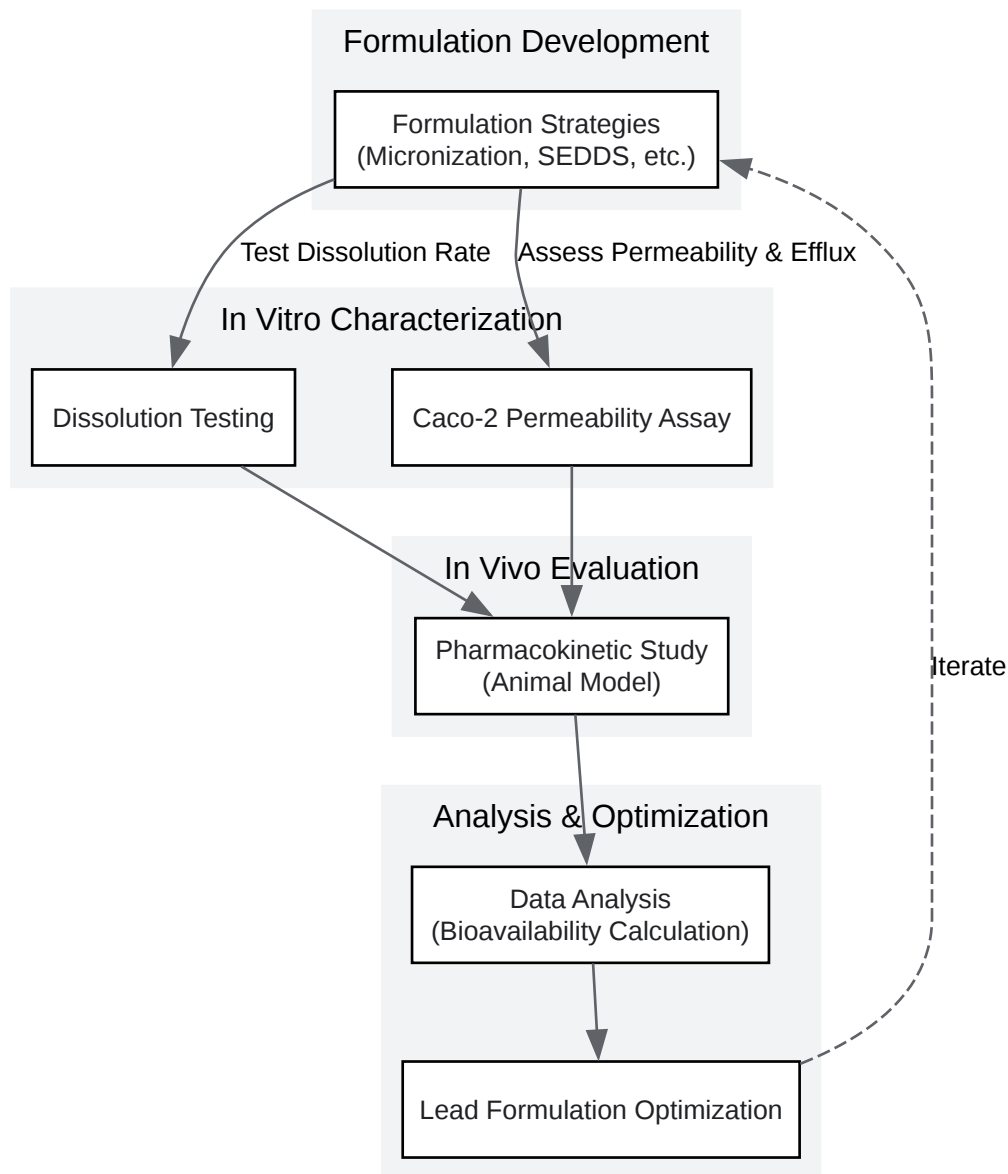 Formulation Development
Formulation Strategies
(Micronization, SEDDS, etc.)
Test Dissolution Rate
Assess Permeability & Efflux
In Vitro Characterization
Dissolution Testing
Caco-2 Permeability Assay
In Vivo Evaluation
Pharmacokinetic Study
(Animal Model)
Iterate
Analysis & Optimization
Data Analysis
(Bioavailability Calculation)
Lead Formulation Optimization